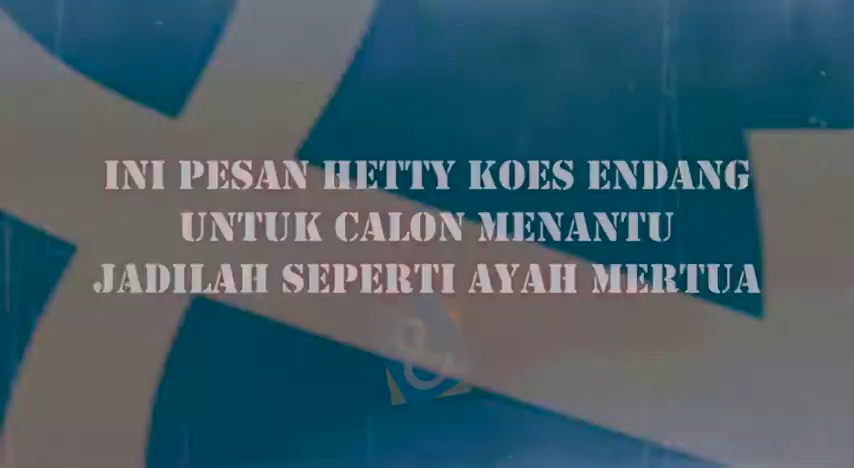 INI PESAN HETTY KOES ENDANG
UNTUK CALON MENANTU
JADILAH SEPERTI AYAH MERTUA